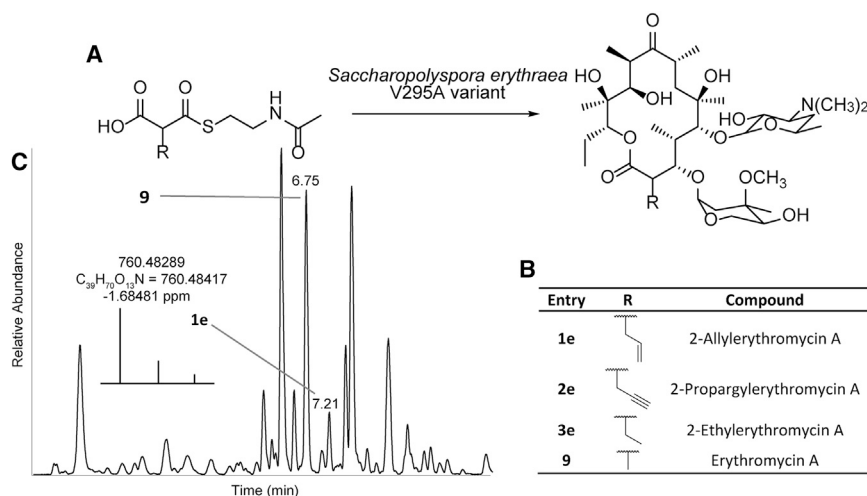 A
Saccharopolyspora erythraea
V295A variant
O
O
HO
S
H
N
R
O
O
HO
OH
OH
O
O
R
O
HO
N(CH₃)₂
O
O
OCH₃
O
OH
C
Relative Abundance
9
6.75
760.48289
C₃₉H₇₀O₁₃N = 760.48417
-1.68481 ppm
1e
7.21
Time (min)
B
Entry R Compound
1e 2-Allylerythromycin A
2e 2-Propargylerythromycin A
3e 2-Ethylerythromycin A
9 Erythromycin A